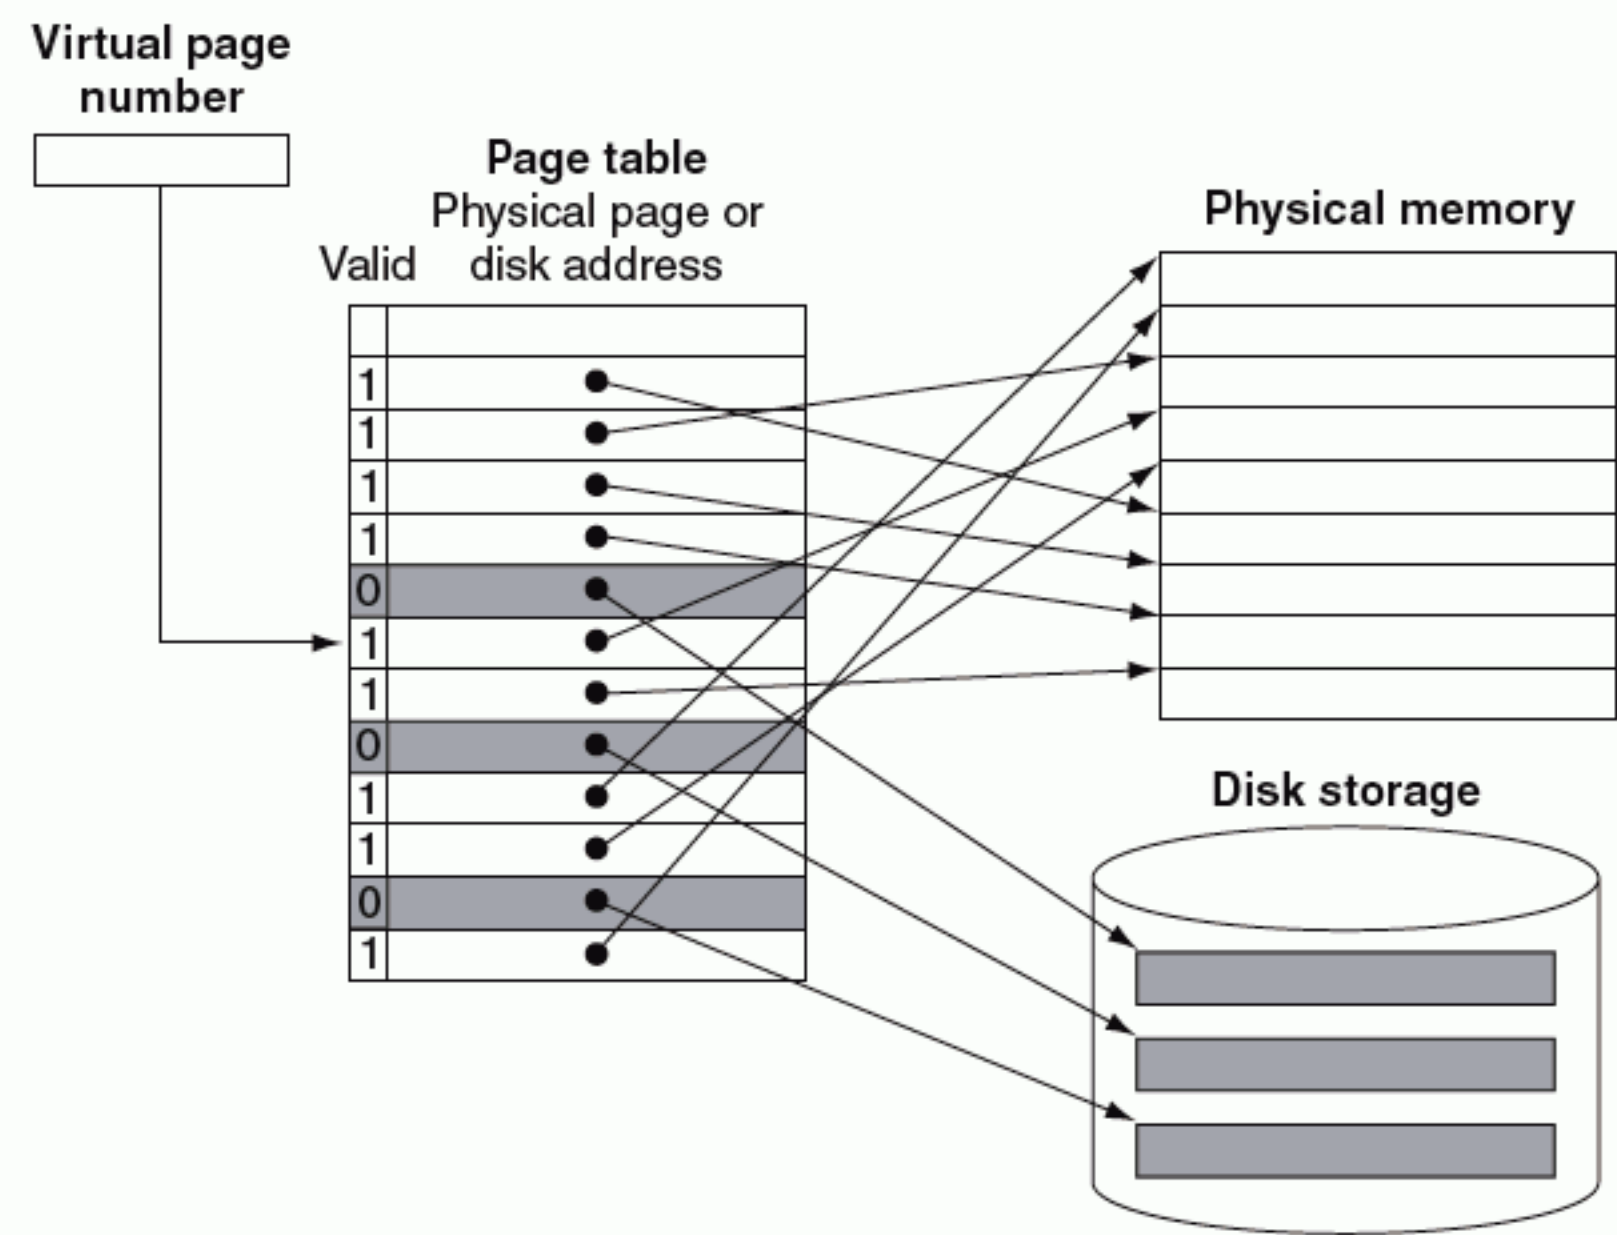 Virtual page
number
Page table
Physical page or
Valid disk address
Physical memory
1
1
1
1
0
1
1
0
1
1
0
1
Disk storage